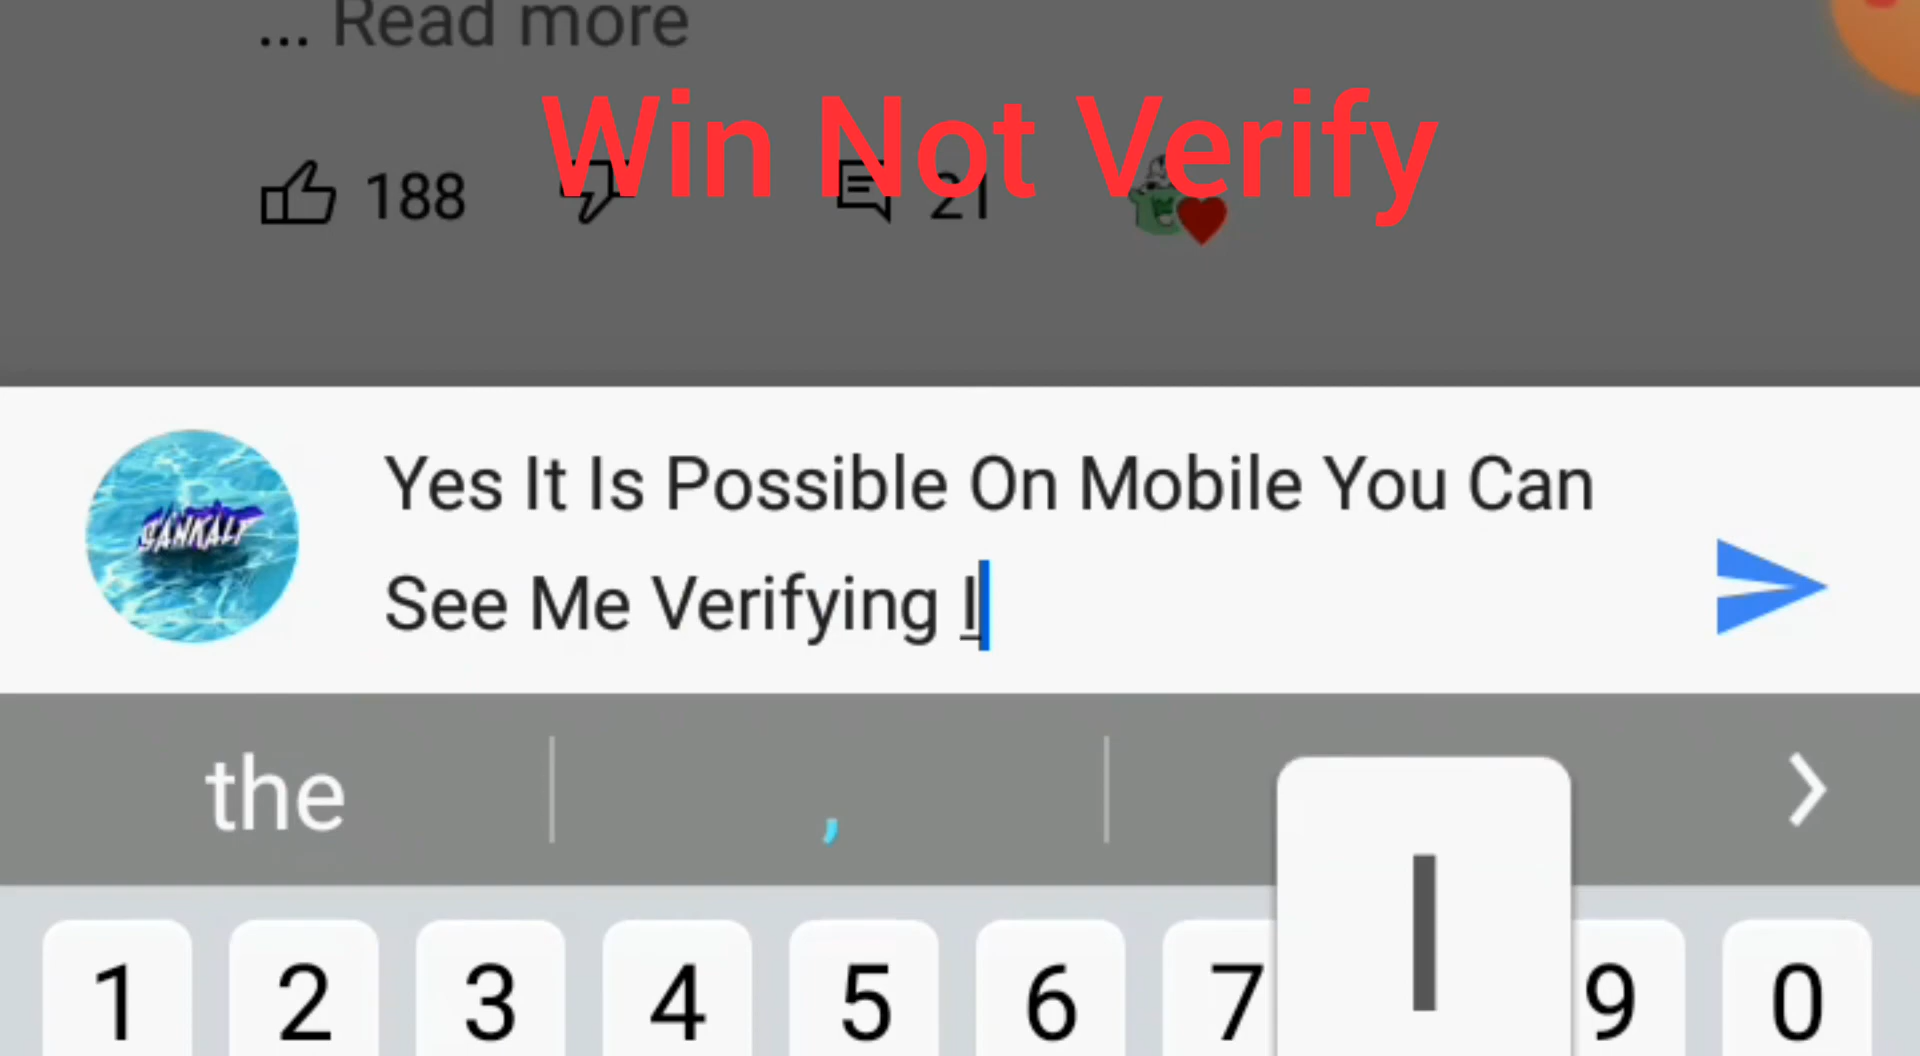 ... Read more
Win Not Verify
188
21
Yes It Is Possible On Mobile You Can
See Me Verifying I
SANKALP
the
,
I
1 2 3 4 5 6 7 9 0